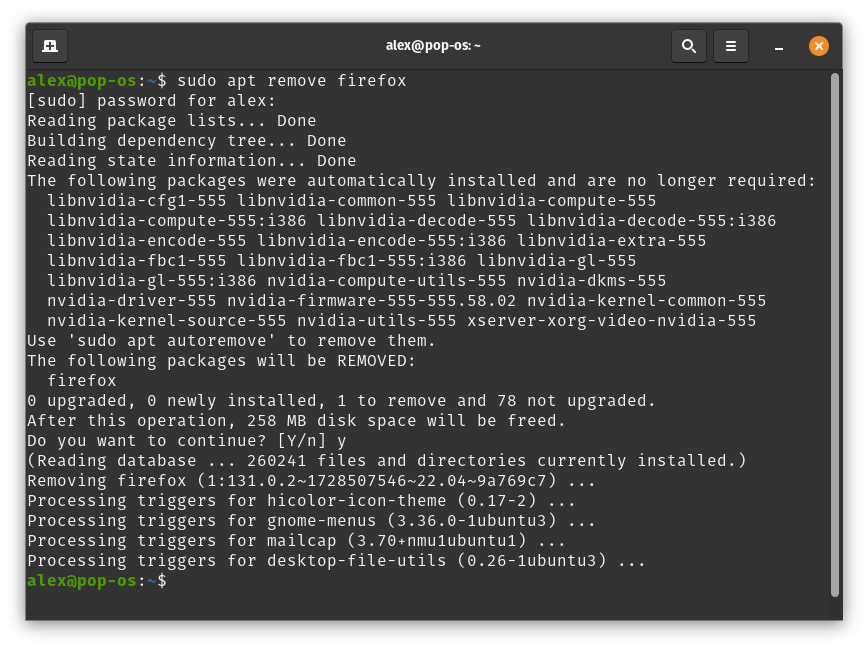 alex@pop-os: ~
alex@pop-os:~$ sudo apt remove firefox
[sudo] password for alex:
Reading package lists... Done
Building dependency tree... Done
Reading state information... Done
The following packages were automatically installed and are no longer required:
  libnvidia-cfg1-555 libnvidia-common-555 libnvidia-compute-555
  libnvidia-compute-555:i386 libnvidia-decode-555 libnvidia-decode-555:i386
  libnvidia-encode-555 libnvidia-encode-555:i386 libnvidia-extra-555
  libnvidia-fbc1-555 libnvidia-fbc1-555:i386 libnvidia-gl-555
  libnvidia-gl-555:i386 nvidia-compute-utils-555 nvidia-dkms-555
  nvidia-driver-555 nvidia-firmware-555-555.58.02 nvidia-kernel-common-555
  nvidia-kernel-source-555 nvidia-utils-555 xserver-xorg-video-nvidia-555
Use 'sudo apt autoremove' to remove them.
The following packages will be REMOVED:
  firefox
0 upgraded, 0 newly installed, 1 to remove and 78 not upgraded.
After this operation, 258 MB disk space will be freed.
Do you want to continue? [Y/n] y
(Reading database ... 260241 files and directories currently installed.)
Removing firefox (1:131.0.2~1728507546~22.04~9a769c7) ...
Processing triggers for hicolor-icon-theme (0.17-2) ...
Processing triggers for gnome-menus (3.36.0-1ubuntu3) ...
Processing triggers for mailcap (3.70+nmu1ubuntu1) ...
Processing triggers for desktop-file-utils (0.26-1ubuntu3) ...
alex@pop-os:~$